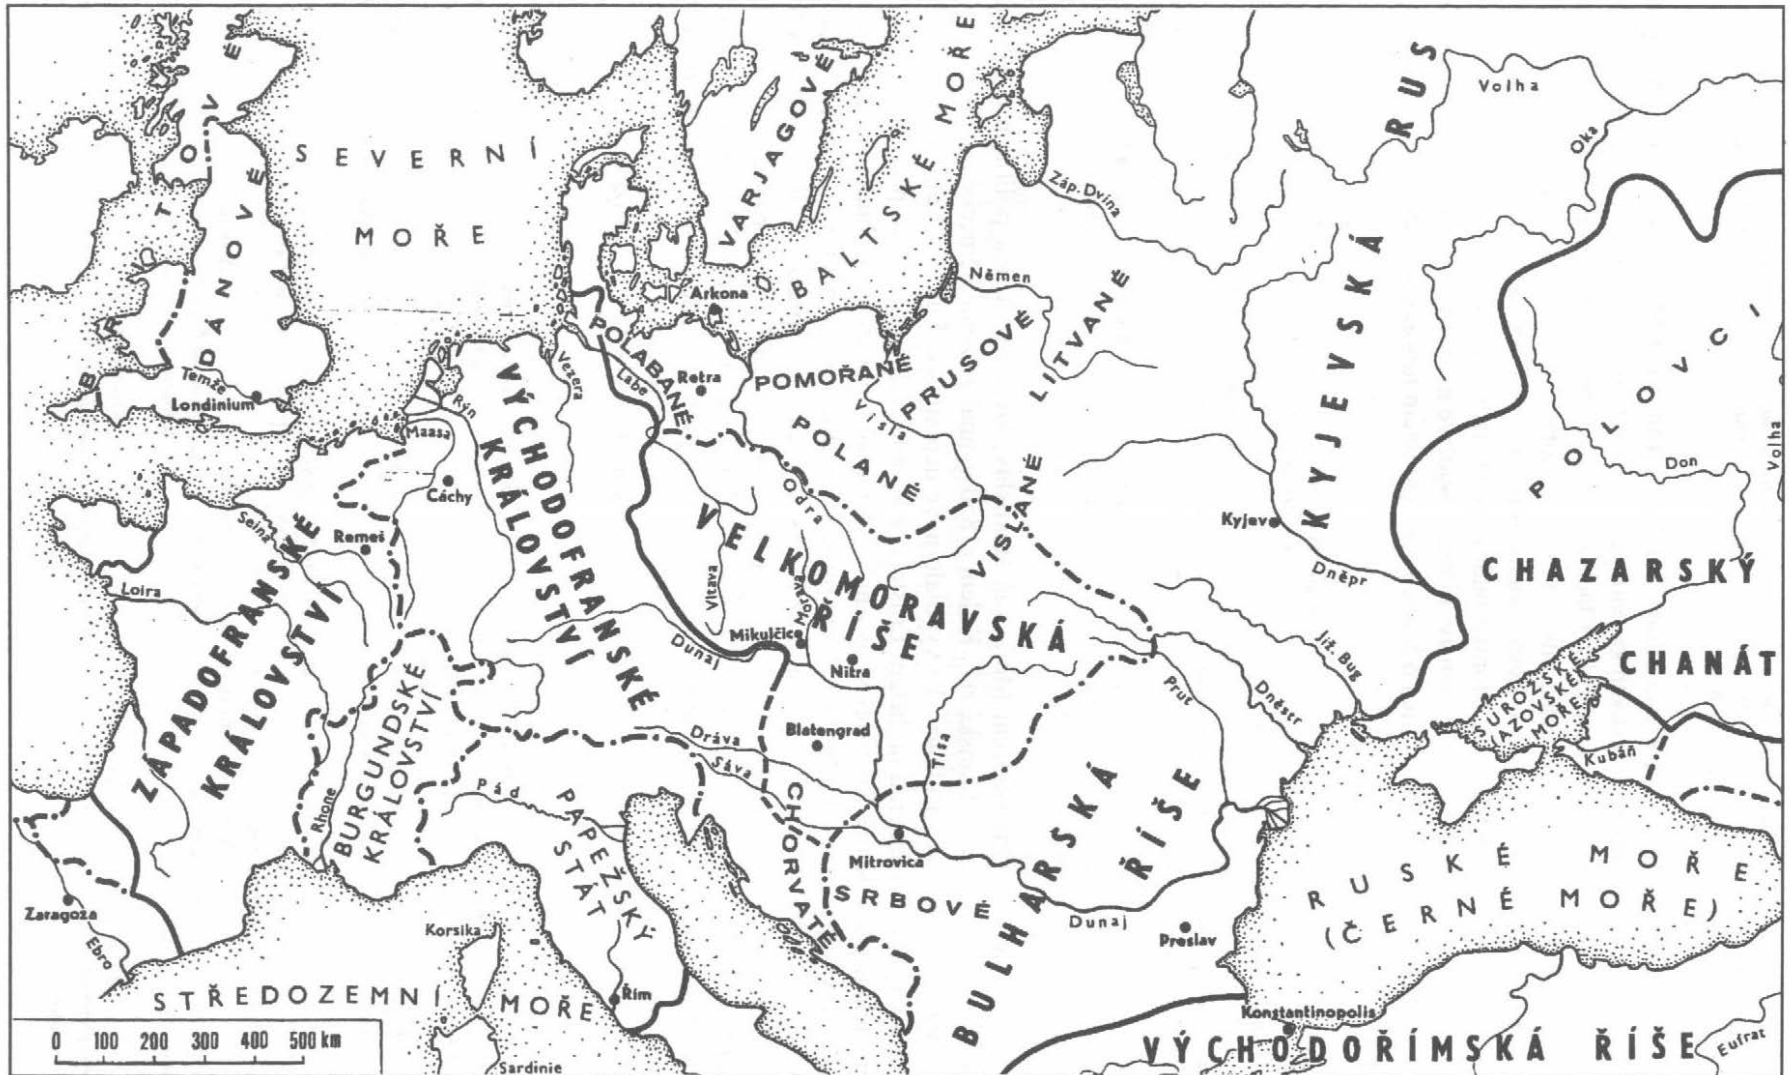 BRITOVÉ
DÁNOVÉ
Temže
Londinium
SEVERNÍ
MOŘE
VARJAGOVÉ
BALTSKÉ MOŘE
Arkona
Záp. Dvina
Němen
Volha
Oka
KYJEVSKÁ RUS
POLOVCI
Don
Volha
LITVANÉ
PRUSOVÉ
POMOŘANÉ
POLANÉ
Visla
VISLANÉ
POLABANÉ
Retra
Labe
Vezera
Rýn
Maasa
Cáchy
VÝCHODOFRANSKÉ
KRÁLOVSTVÍ
Seina
Remeš
Loira
ZÁPADOFRANSKÉ
KRÁLOVSTVÍ
Rhone
BURGUNDSKÉ
KRÁLOVSTVÍ
Odra
Vltava
Morava
VELKOMORAVSKÁ
ŘÍŠE
Mikulčice
Nitra
Dunaj
Blatengrad
Dráva
Sáva
Tisa
Kyjev
Dněpr
Již. Bug
Dněstr
Prut
CHAZARSKÝ
CHANÁT
SUROŽSKÉ
(AZOVSKÉ
MOŘE)
Kubáň
Pád
PAPEŽSKÝ
STÁT
CHORVATÉ
Mitrovica
SRBOVÉ
BULHARSKÁ
ŘÍŠE
Dunaj
Preslav
RUSKÉ MOŘE
(ČERNÉ MOŘE)
Zaragoza
Ebro
Korsika
Řím
STŘEDOZEMNÍ MOŘE
Sardinie
Konstantinopolis
VÝCHODOŘÍMSKÁ ŘÍŠE
Eufrat
0 100 200 300 400 500 km